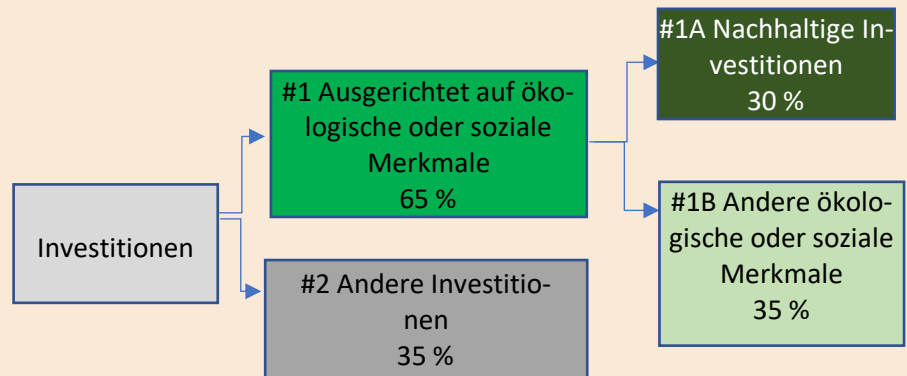 Investitionen
#1 Ausgerichtet auf öko-
logische oder soziale
Merkmale
65 %
#2 Andere Investitio-
nen
35 %
#1A Nachhaltige In-
vestitionen
30 %
#1B Andere ökolo-
gische oder soziale
Merkmale
35 %